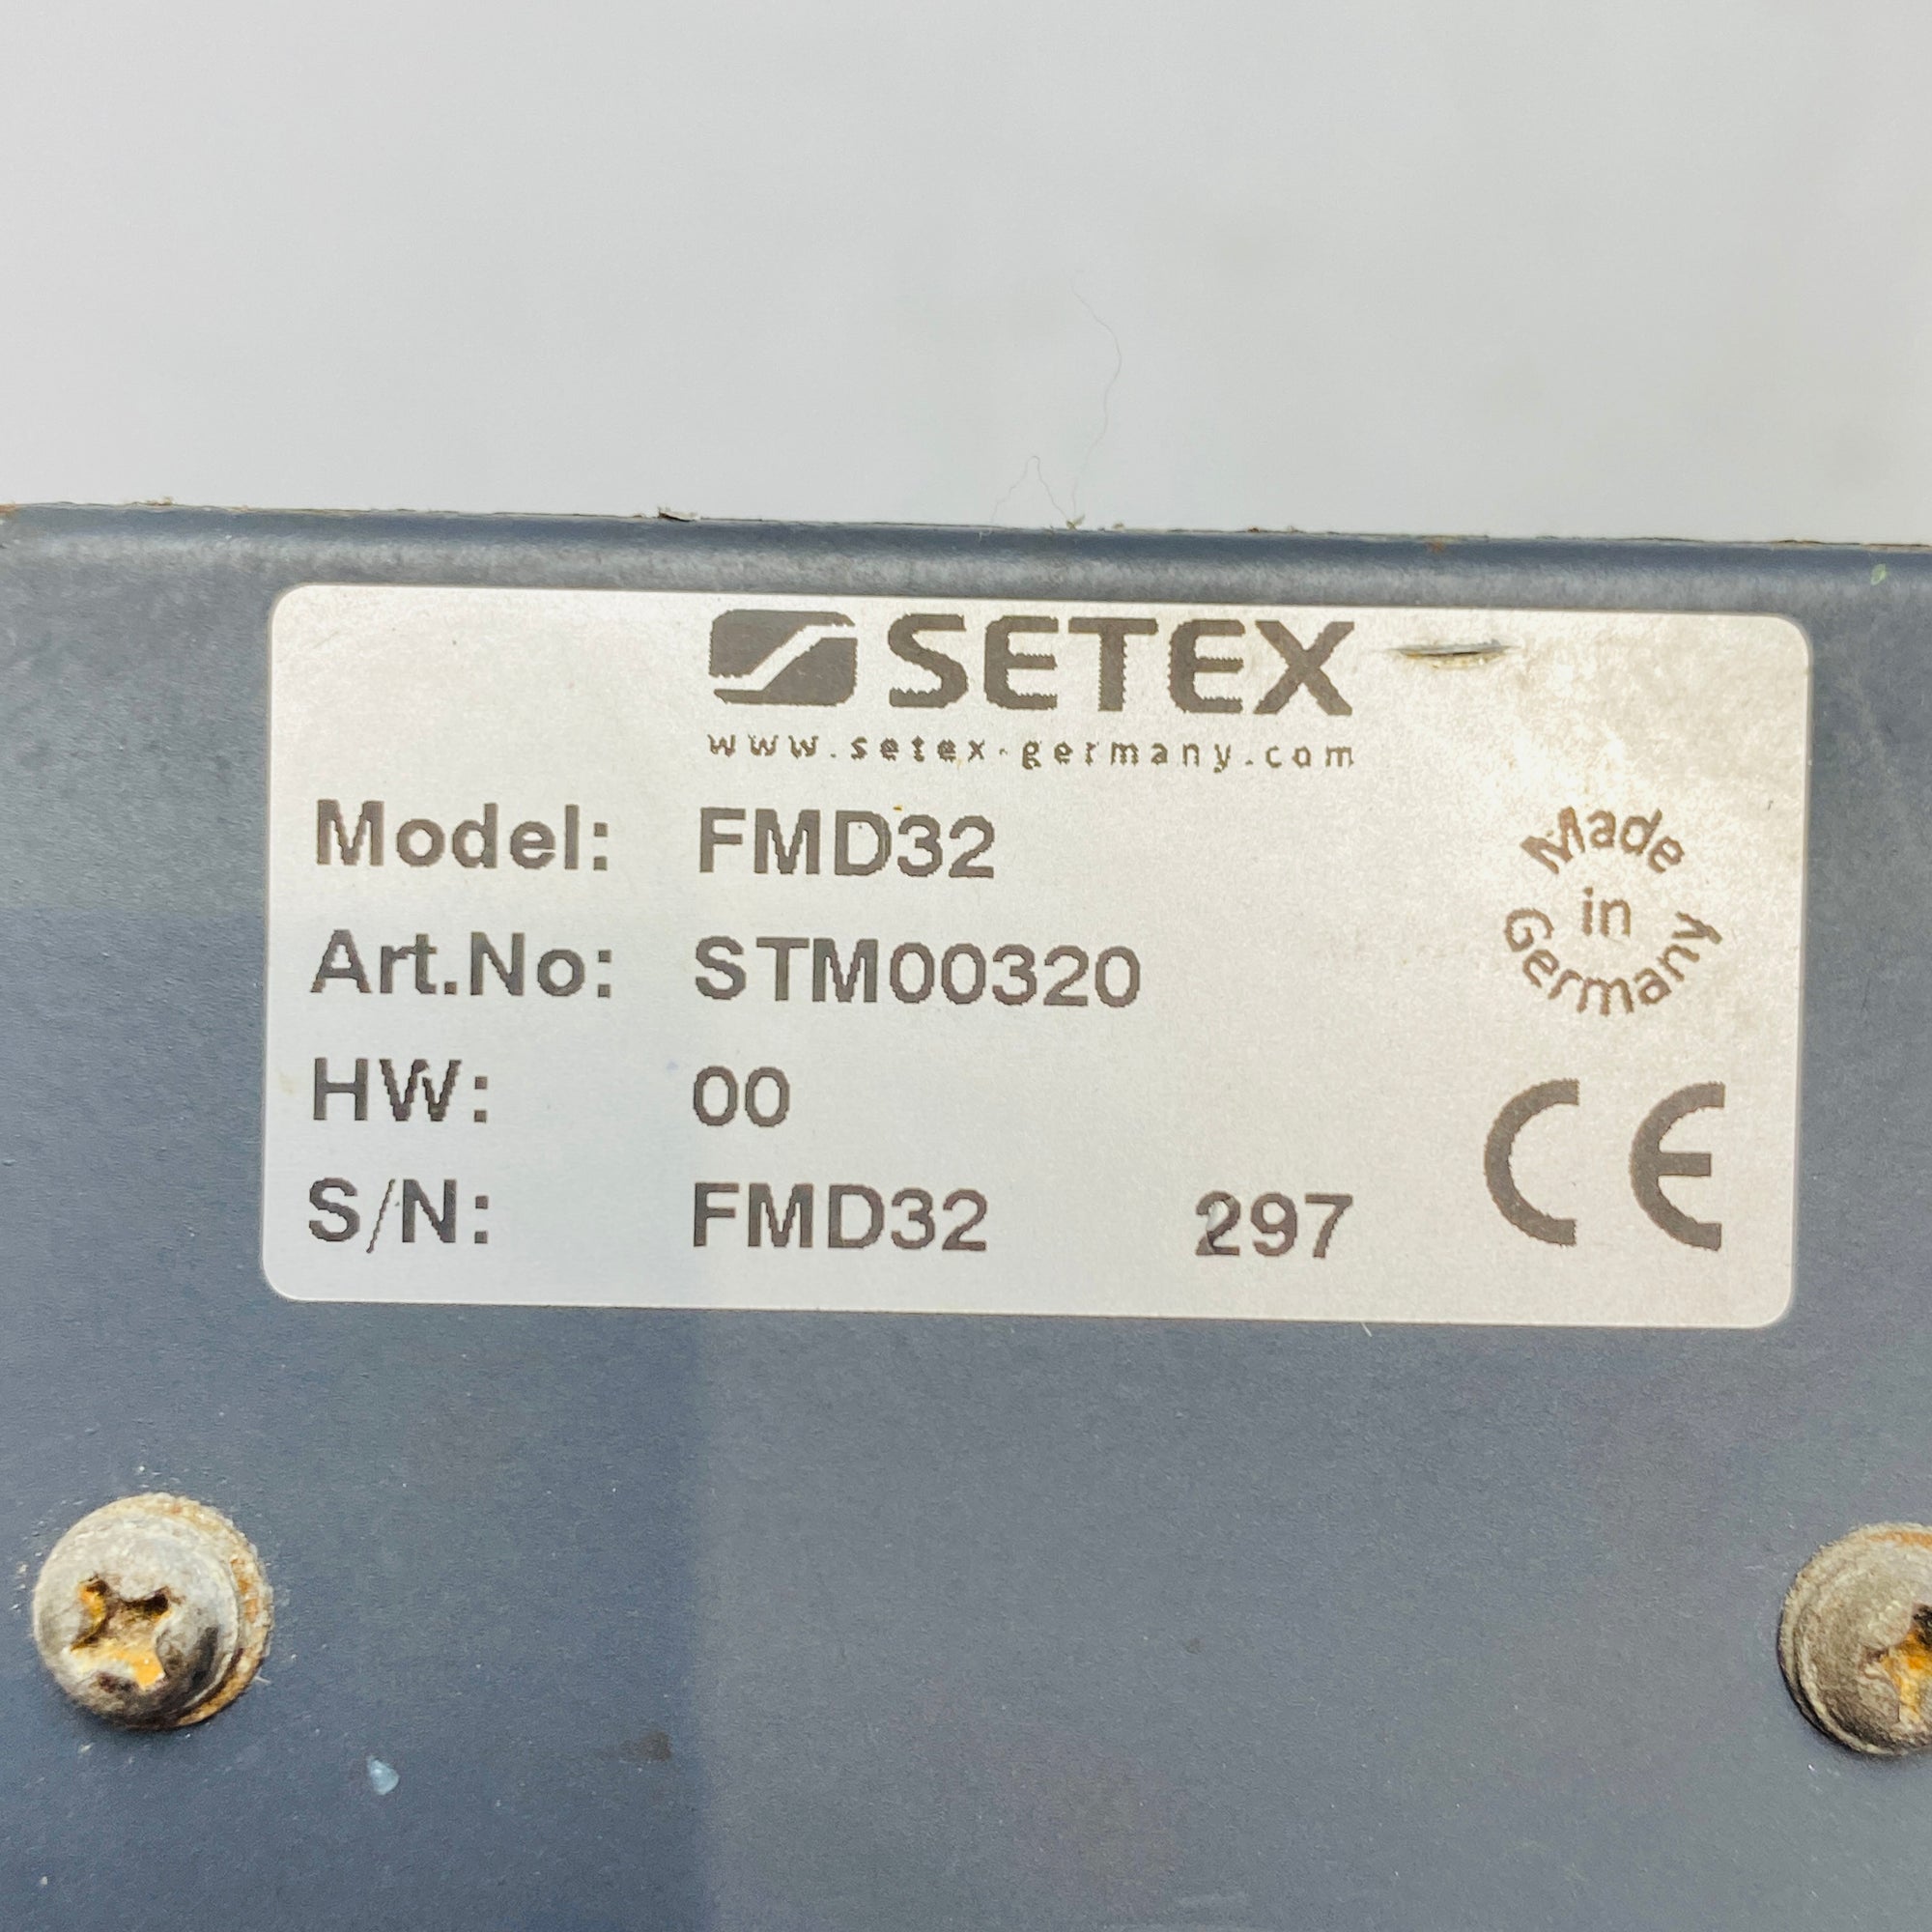 SETEX
www.setex-germany.com
Model: FMD32
Art.No: STM00320
HW: 00
S/N: FMD32 297
Made
in
Germany
CE